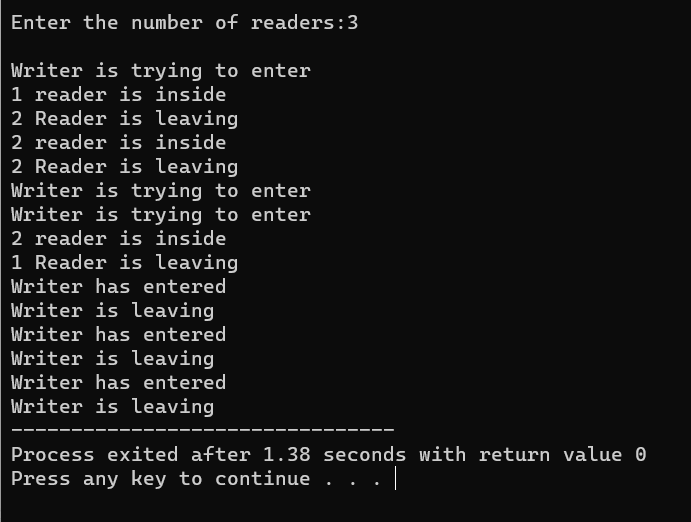 Enter the number of readers:3
Writer is trying to enter
1 reader is inside
2 Reader is leaving
2 reader is inside
2 Reader is leaving
Writer is trying to enter
Writer is trying to enter
2 reader is inside
1 Reader is leaving
Writer has entered
Writer is leaving
Writer has entered
Writer is leaving
Writer has entered
Writer is leaving
--------------------------------
Process exited after 1.38 seconds with return value 0
Press any key to continue . . .